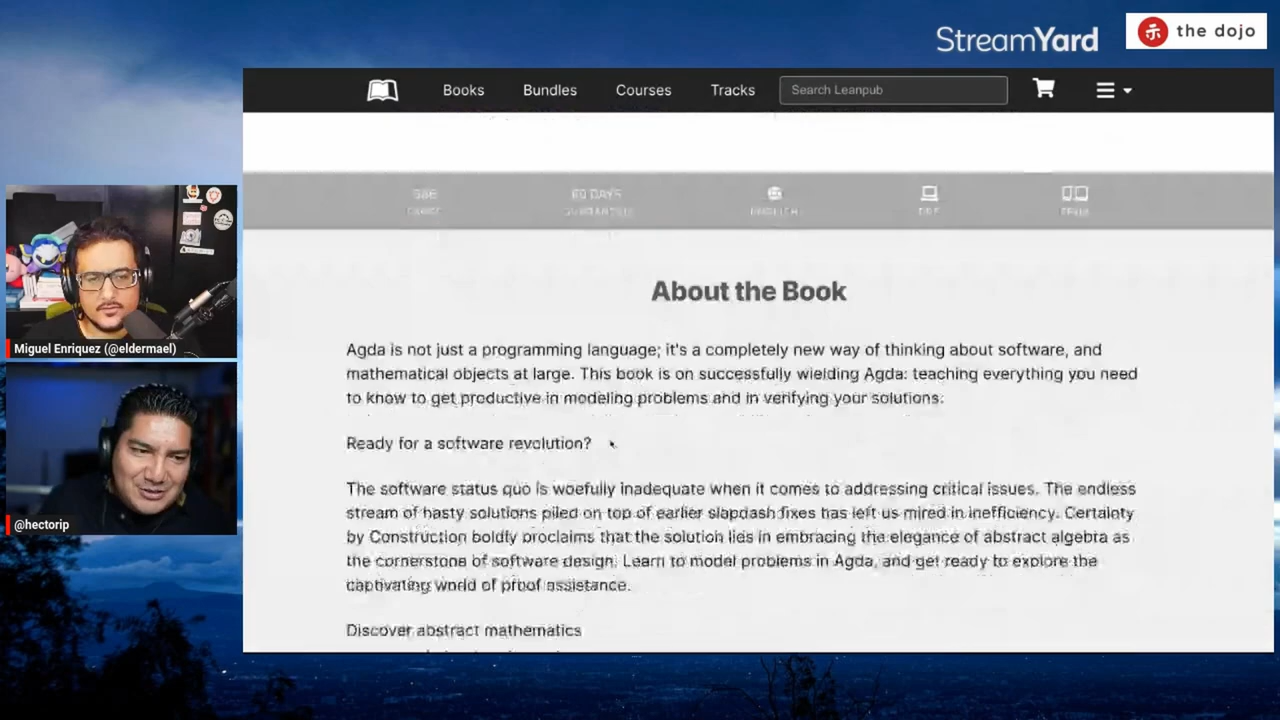 StreamYard
the dojo
Books
Bundles
Courses
Tracks
Search Leanpub
60 DAYS
GUARANTEE
ENGLISH
PDF
EPUB
About the Book
Agda is not just a programming language; it's a completely new way of thinking about software, and
mathematical objects at large. This book is on successfully wielding Agda: teaching everything you need
to know to get productive in modeling problems and in verifying your solutions.
Ready for a software revolution?
The software status quo is woefully inadequate when it comes to addressing critical issues. The endless
stream of hasty solutions piled on top of earlier slapdash fixes has left us mired in inefficiency. Certainty
by Construction boldly proclaims that the solution lies in embracing the elegance of abstract algebra as
the cornerstone of software design. Learn to model problems in Agda, and get ready to explore the
captivating world of proof assistance.
Discover abstract mathematics
Miguel Enriquez (@eldermael)
@hectorip